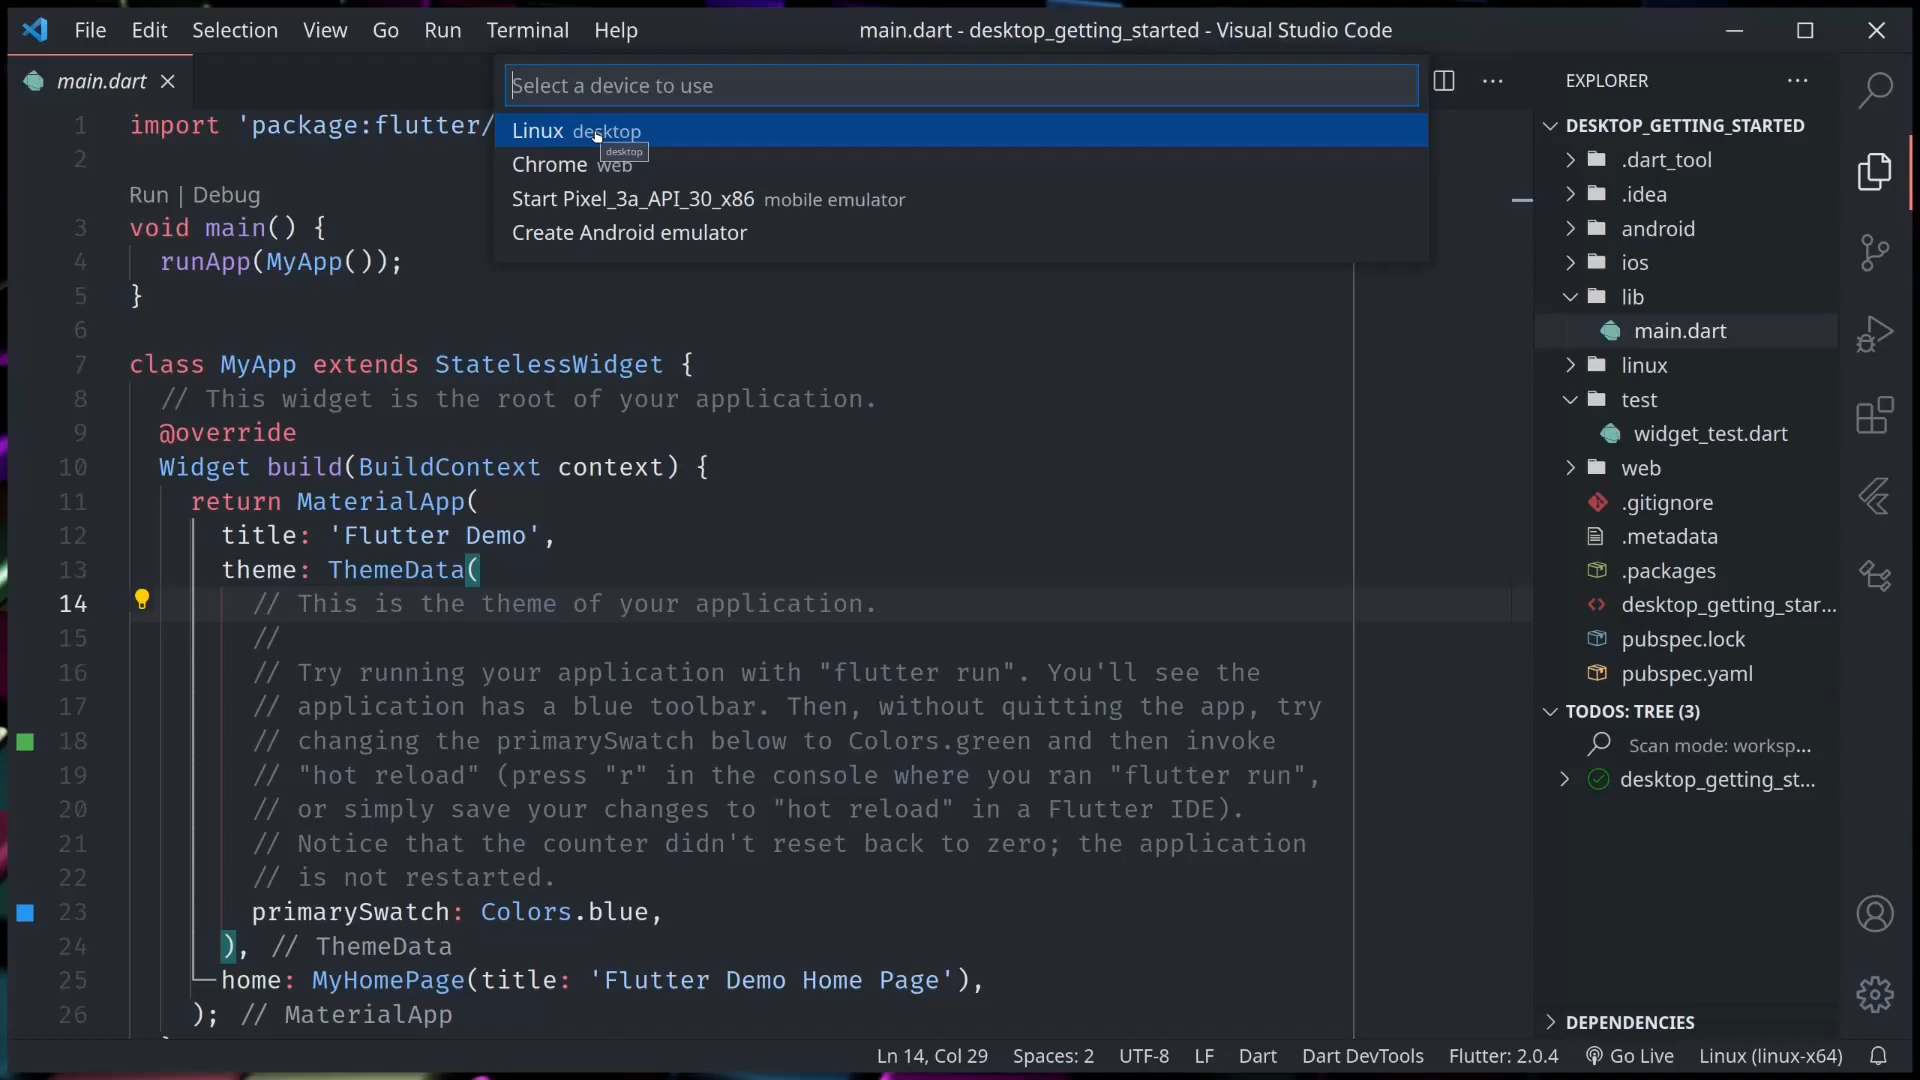 File Edit Selection View Go Run Terminal Help
main.dart - desktop_getting_started - Visual Studio Code
main.dart
Select a device to use
Linux desktop
desktop
Chrome web
Start Pixel_3a_API_30_x86 mobile emulator
Create Android emulator
1 import 'package:flutter/
2
Run | Debug
3 void main() {
4 runApp(MyApp());
5 }
6
7 class MyApp extends StatelessWidget {
8 // This widget is the root of your application.
9 @override
10 Widget build(BuildContext context) {
11 return MaterialApp(
12 title: 'Flutter Demo',
13 theme: ThemeData(
14 // This is the theme of your application.
15 //
16 // Try running your application with "flutter run". You'll see the
17 // application has a blue toolbar. Then, without quitting the app, try
18 // changing the primarySwatch below to Colors.green and then invoke
19 // "hot reload" (press "r" in the console where you ran "flutter run",
20 // or simply save your changes to "hot reload" in a Flutter IDE).
21 // Notice that the counter didn't reset back to zero; the application
22 // is not restarted.
23 primarySwatch: Colors.blue,
24 ), // ThemeData
25 home: MyHomePage(title: 'Flutter Demo Home Page'),
26 ); // MaterialApp
EXPLORER
DESKTOP_GETTING_STARTED
.dart_tool
.idea
android
ios
lib
main.dart
linux
test
widget_test.dart
web
.gitignore
.metadata
.packages
desktop_getting_star...
pubspec.lock
pubspec.yaml
TODOS: TREE (3)
Scan mode: worksp...
desktop_getting_st...
DEPENDENCIES
Ln 14, Col 29 Spaces: 2 UTF-8 LF Dart Dart DevTools Flutter: 2.0.4 Go Live Linux (linux-x64)